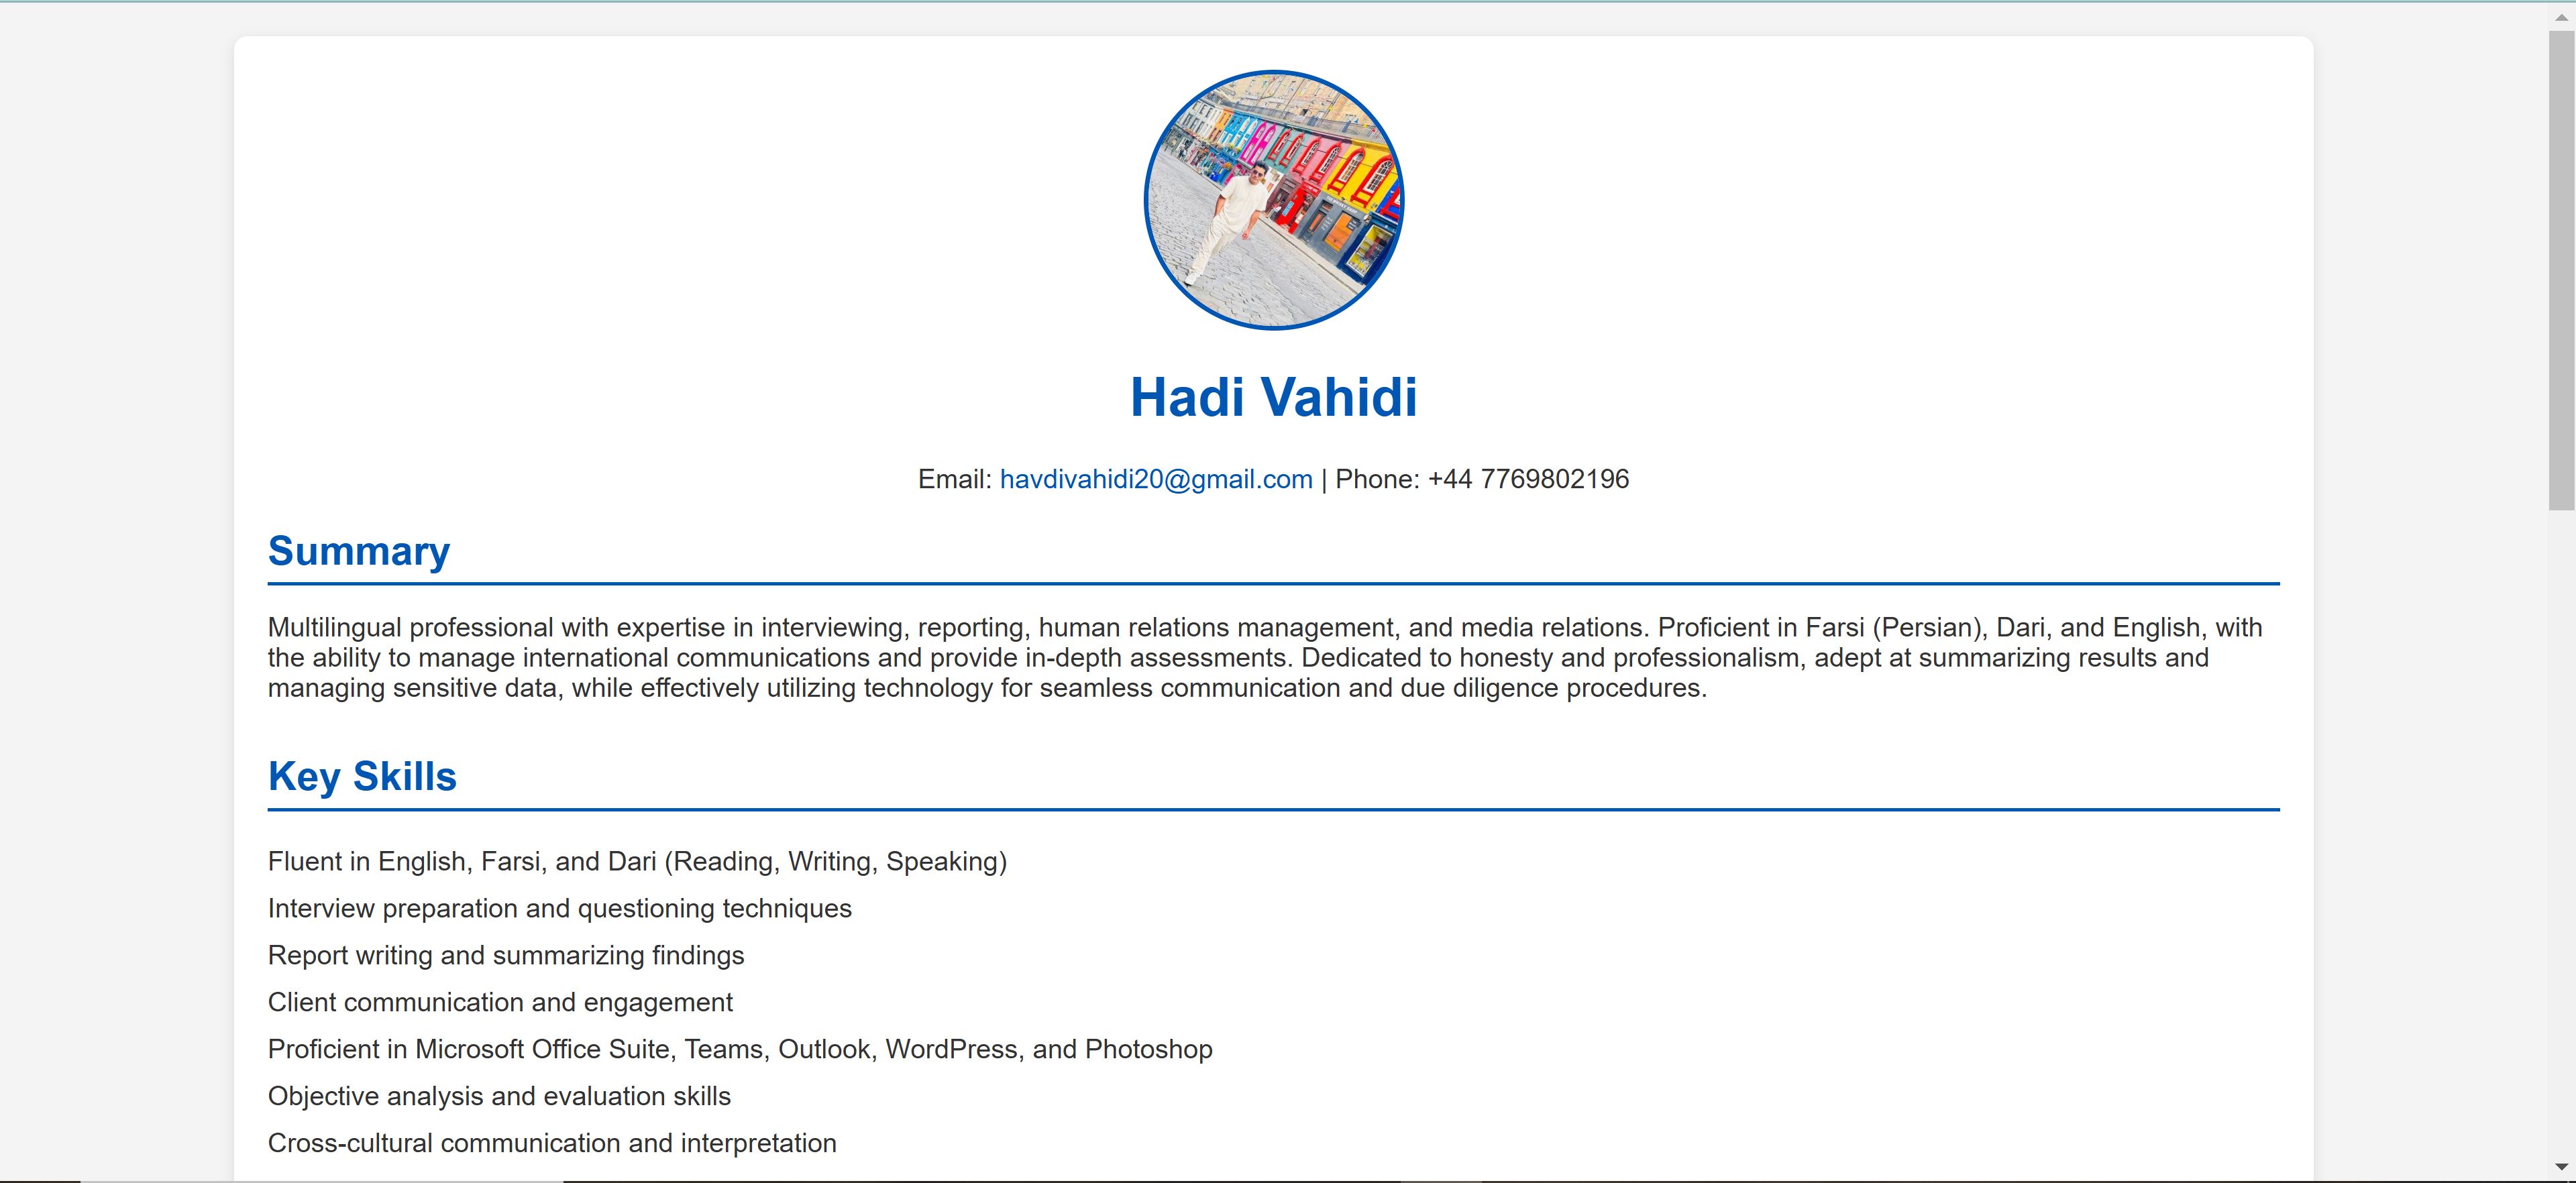 Hadi Vahidi
Email: havdivahidi20@gmail.com | Phone: +44 7769802196
Summary
Multilingual professional with expertise in interviewing, reporting, human relations management, and media relations. Proficient in Farsi (Persian), Dari, and English, with
the ability to manage international communications and provide in-depth assessments. Dedicated to honesty and professionalism, adept at summarizing results and
managing sensitive data, while effectively utilizing technology for seamless communication and due diligence procedures.
Key Skills
Fluent in English, Farsi, and Dari (Reading, Writing, Speaking)
Interview preparation and questioning techniques
Report writing and summarizing findings
Client communication and engagement
Proficient in Microsoft Office Suite, Teams, Outlook, WordPress, and Photoshop
Objective analysis and evaluation skills
Cross-cultural communication and interpretation